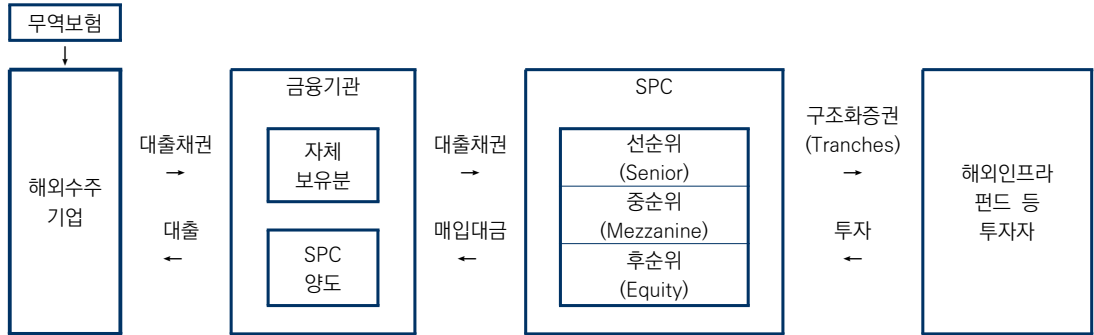 무역보험
해외수주
기업
대출채권
→
대출
←
금융기관
자체
보유분
SPC
양도
대출채권
→
매입대금
←
SPC
선순위
(Senior)
중순위
(Mezzanine)
후순위
(Equity)
구조화증권
(Tranches)
→
투자
←
해외인프라
펀드 등
투자자